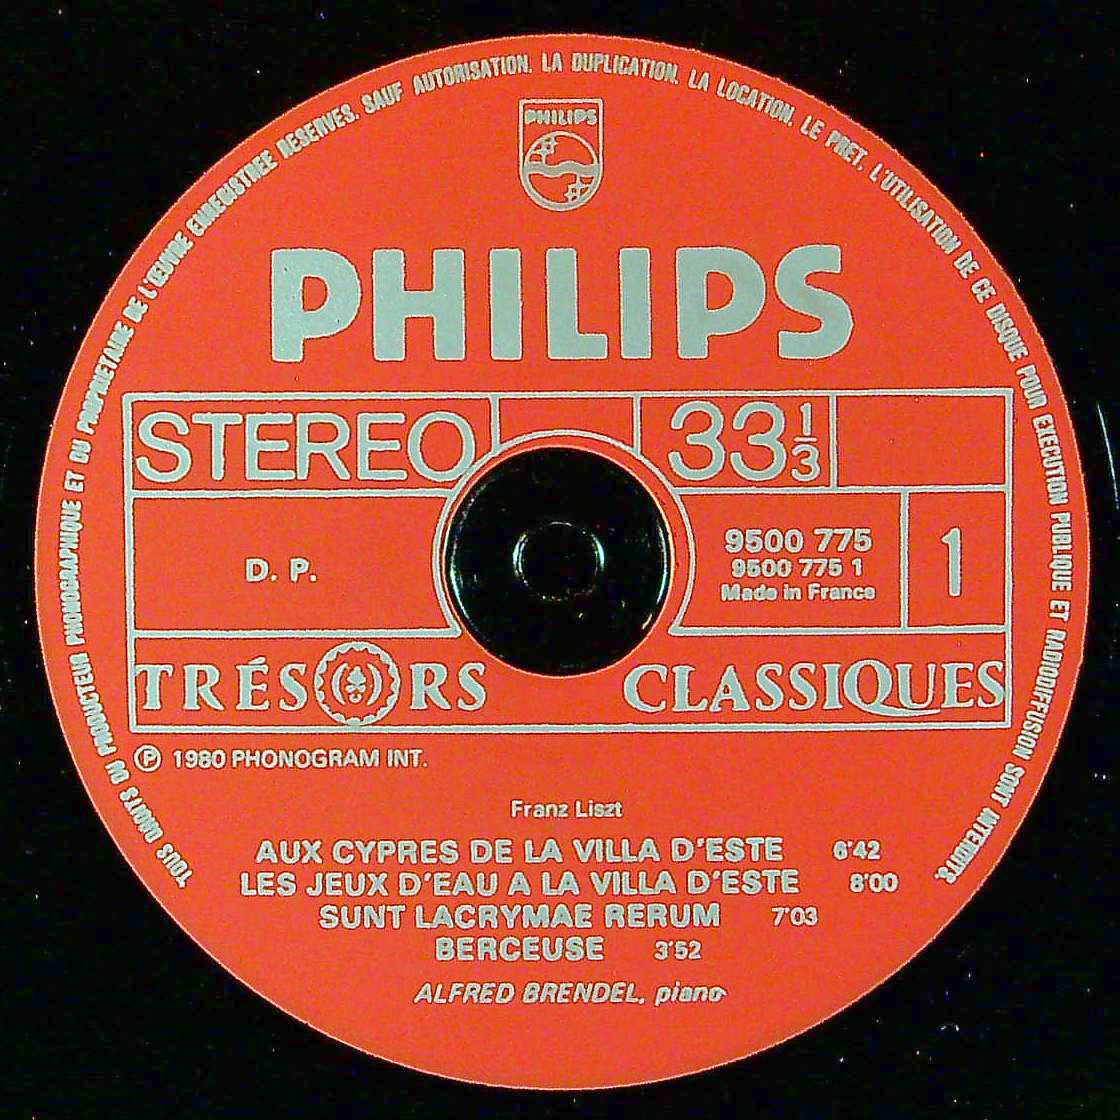 TOUS DROITS DU PRODUCTEUR PHONOGRAPHIQUE ET DU PROPRIETAIRE DE L'ŒUVRE ENREGISTREE RESERVES. SAUF AUTORISATION, LA DUPLICATION, LA LOCATION, LE PRET, L'UTILISATION DE CE DISQUE POUR EXECUTION PUBLIQUE ET RADIODIFFUSION SONT INTERDITS.
PHILIPS
PHILIPS
STEREO 33 1/3
D. P.
9500 775
9500 775 1
Made in France
1
TRÉSORS CLASSIQUES
Ⓟ 1980 PHONOGRAM INT.
Franz Liszt
AUX CYPRES DE LA VILLA D'ESTE 6'42
LES JEUX D'EAU A LA VILLA D'ESTE 8'00
SUNT LACRYMAE RERUM 7'03
BERCEUSE 3'52
ALFRED BRENDEL, piano